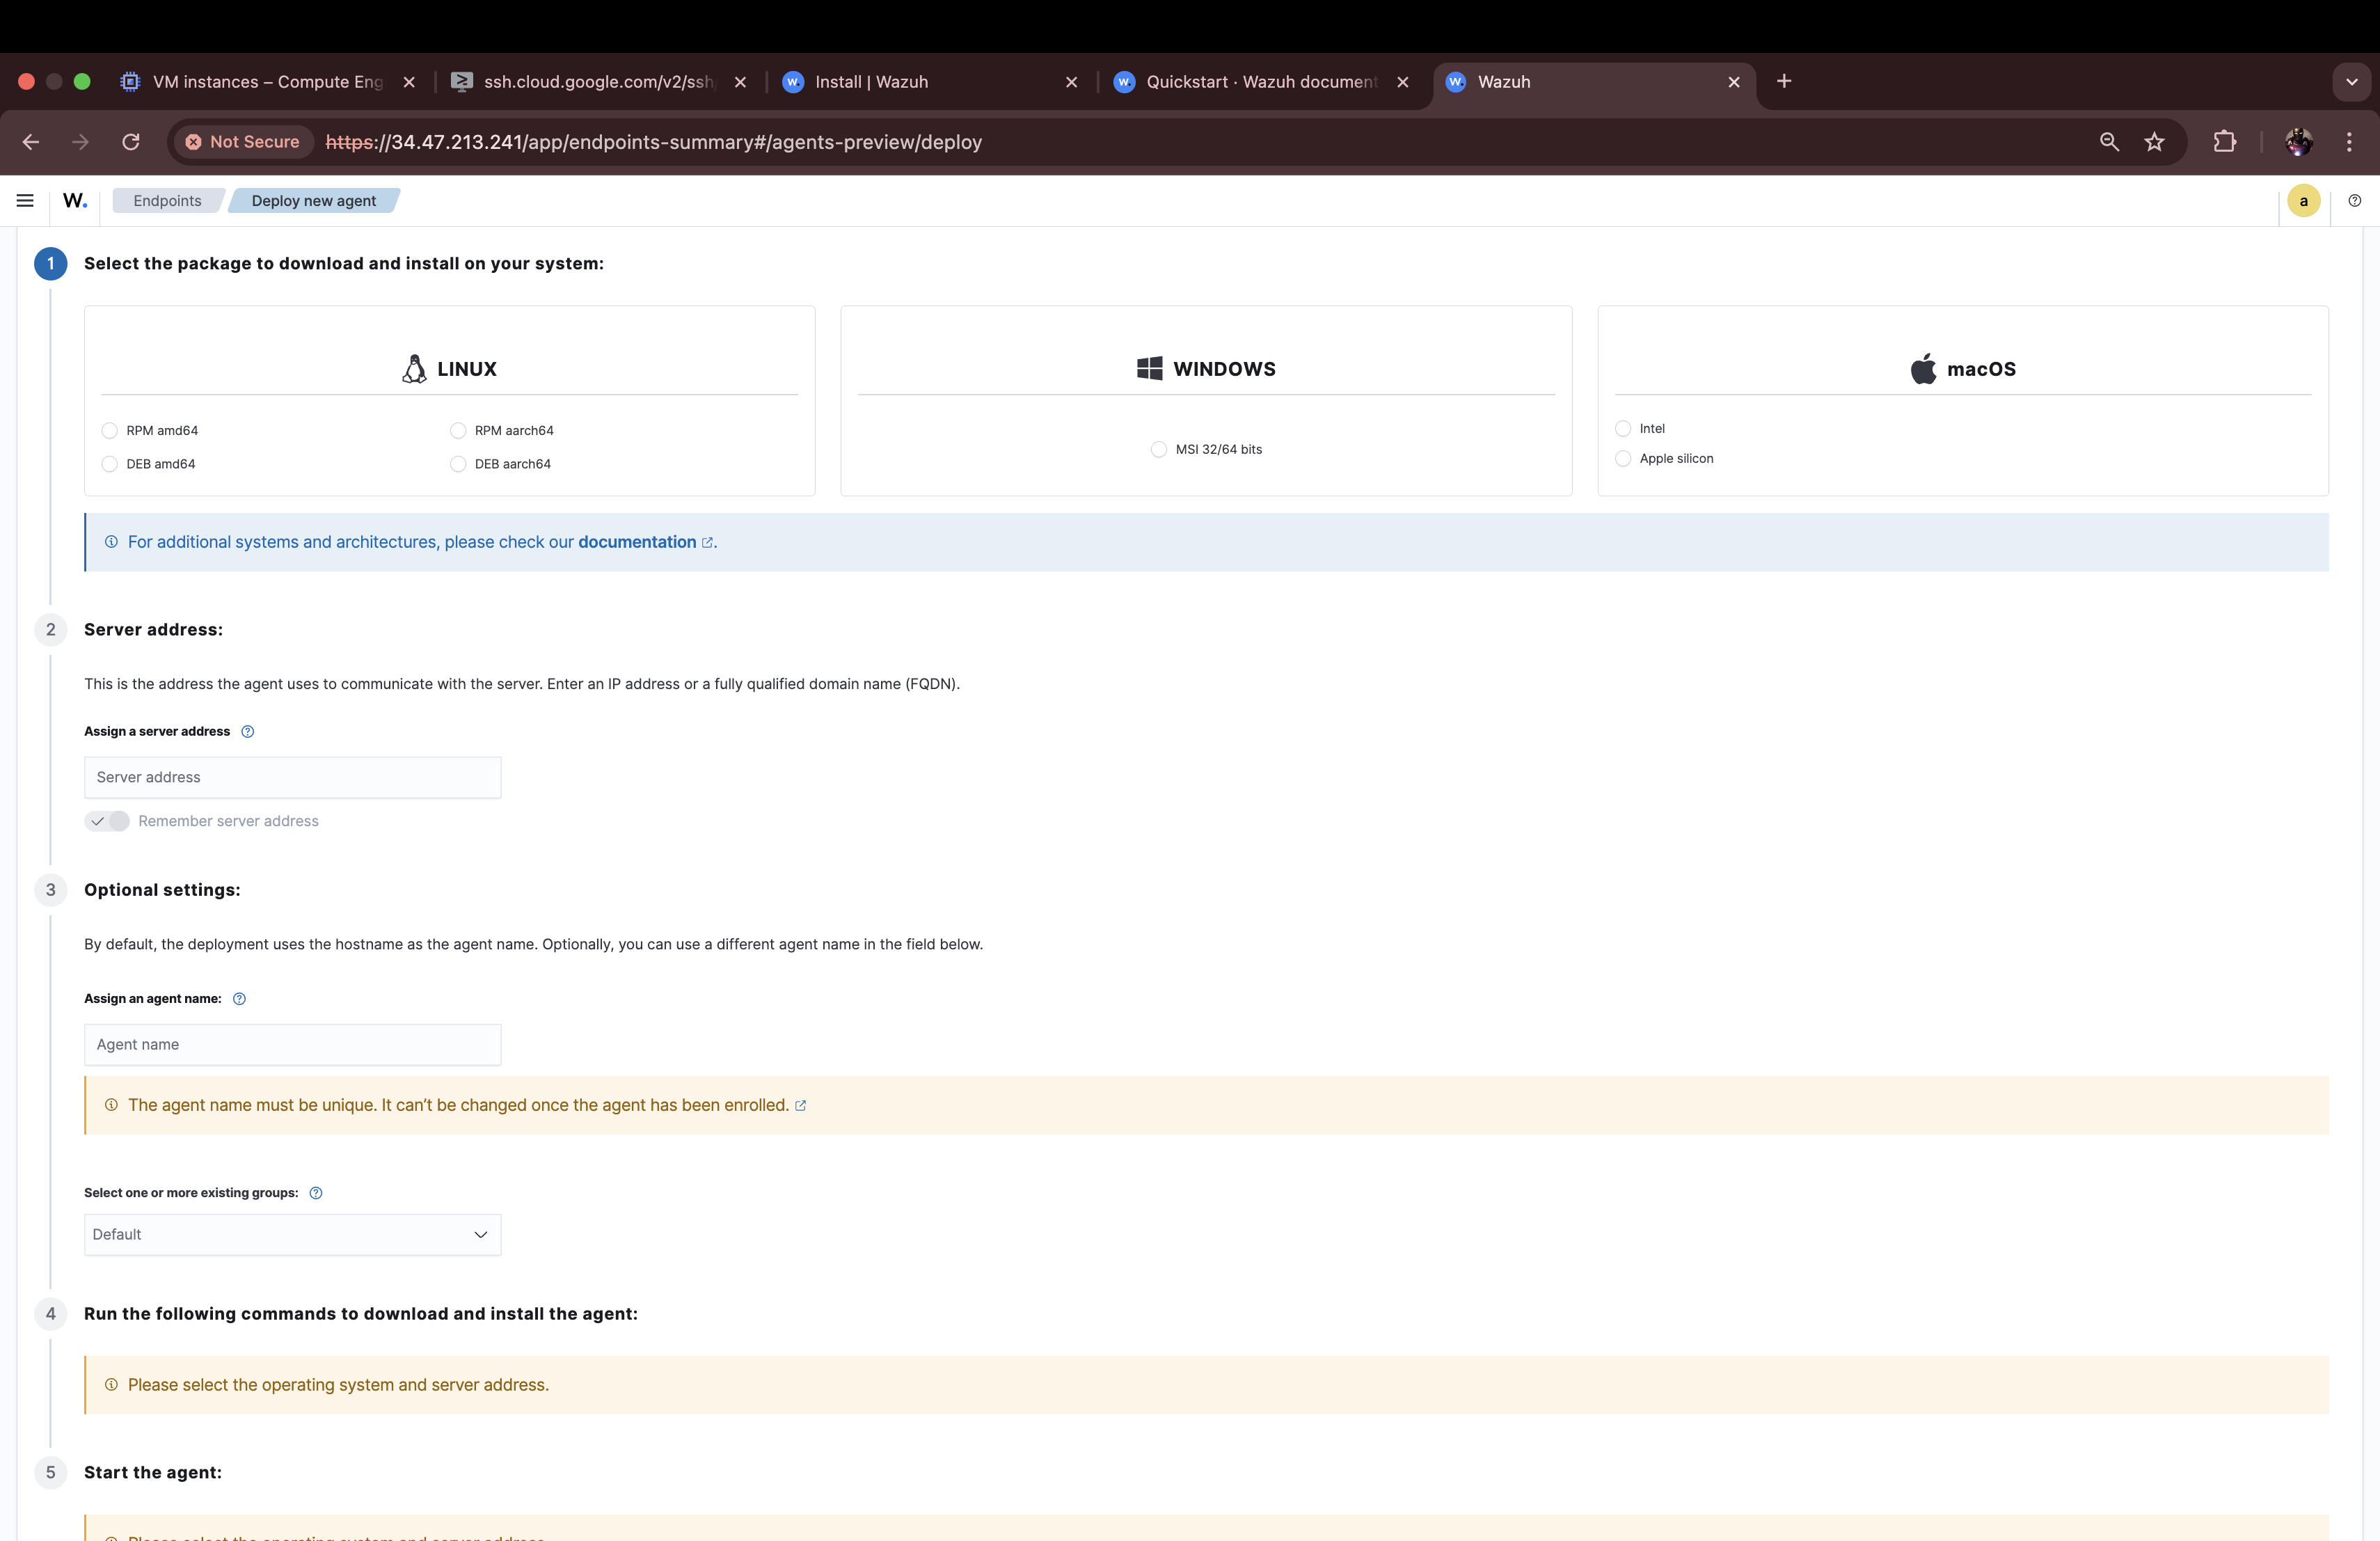 VM instances – Compute Eng
ssh.cloud.google.com/v2/ssh/
Install | Wazuh
Quickstart · Wazuh document
Wazuh
Not Secure https://34.47.213.241/app/endpoints-summary#/agents-preview/deploy
W. Endpoints Deploy new agent a
1 Select the package to download and install on your system:
LINUX
RPM amd64 RPM aarch64
DEB amd64 DEB aarch64
WINDOWS
MSI 32/64 bits
macOS
Intel
Apple silicon
For additional systems and architectures, please check our documentation.
2 Server address:
This is the address the agent uses to communicate with the server. Enter an IP address or a fully qualified domain name (FQDN).
Assign a server address
Server address
Remember server address
3 Optional settings:
By default, the deployment uses the hostname as the agent name. Optionally, you can use a different agent name in the field below.
Assign an agent name:
Agent name
The agent name must be unique. It can’t be changed once the agent has been enrolled.
Select one or more existing groups:
Default
4 Run the following commands to download and install the agent:
Please select the operating system and server address.
5 Start the agent:
Please select the operating system and server address.